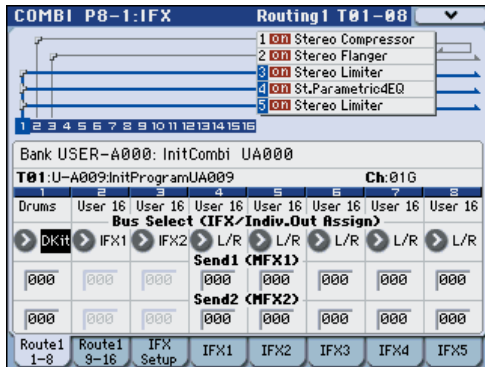 COMBI P8-1:IFX Routing1 T01-08
1 on Stereo Compressor
2 on Stereo Flanger
3 on Stereo Limiter
4 on St.Parametric4EQ
5 on Stereo Limiter
1 2 3 4 5 6 7 8 9 10 11 12 13 14 15 16
Bank USER-A000: InitCombi UA000
T01:U-A009:InitProgramUA009 Ch:01G
1 2 3 4 5 6 7 8
Drums User 16 User 16 User 16 User 16 User 16 User 16 User 16
Bus Select (IFX/Indiv.Out Assign)
DKit IFX1 IFX2 L/R L/R L/R L/R L/R
Send1 (MFX1)
000 000 000 000 000 000 000 000
Send2 (MFX2)
000 000 000 000 000 000 000 000
Route1 1-8 Route1 9-16 IFX Setup IFX1 IFX2 IFX3 IFX4 IFX5